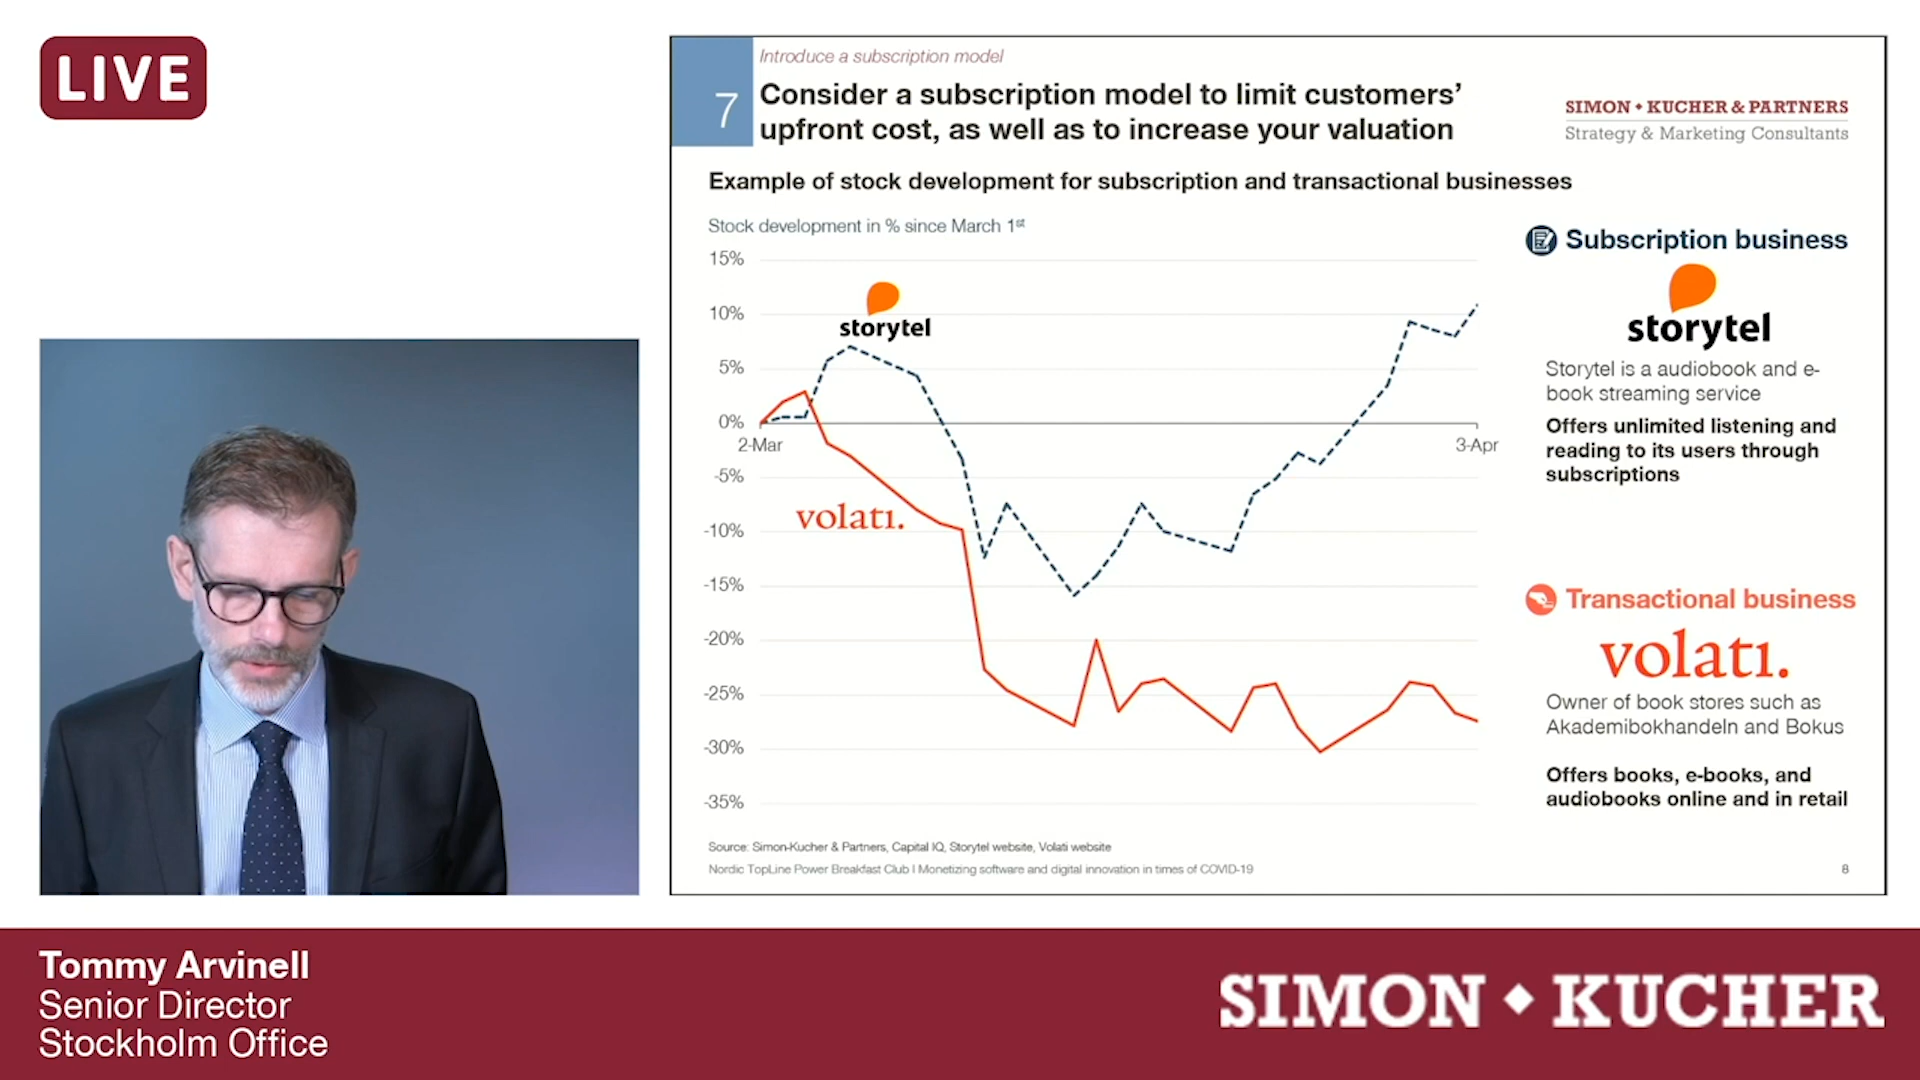 LIVE
Introduce a subscription model
7
Consider a subscription model to limit customers’
upfront cost, as well as to increase your valuation
SIMON • KUCHER & PARTNERS
Strategy & Marketing Consultants
Example of stock development for subscription and transactional businesses
Stock development in % since March 1st
15%
10%
5%
0%
-5%
-10%
-15%
-20%
-25%
-30%
-35%
2-Mar
3-Apr
storytel
volatı.
Subscription business
storytel
Storytel is a audiobook and e-
book streaming service
Offers unlimited listening and
reading to its users through
subscriptions
Transactional business
volatı.
Owner of book stores such as
Akademibokhandeln and Bokus
Offers books, e-books, and
audiobooks online and in retail
Source: Simon-Kucher & Partners, Capital IQ, Storytel website, Volati website
Nordic TopLine Power Breakfast Club I Monetizing software and digital innovation in times of COVID-19
8
Tommy Arvinell
Senior Director
Stockholm Office
SIMON ◆ KUCHER